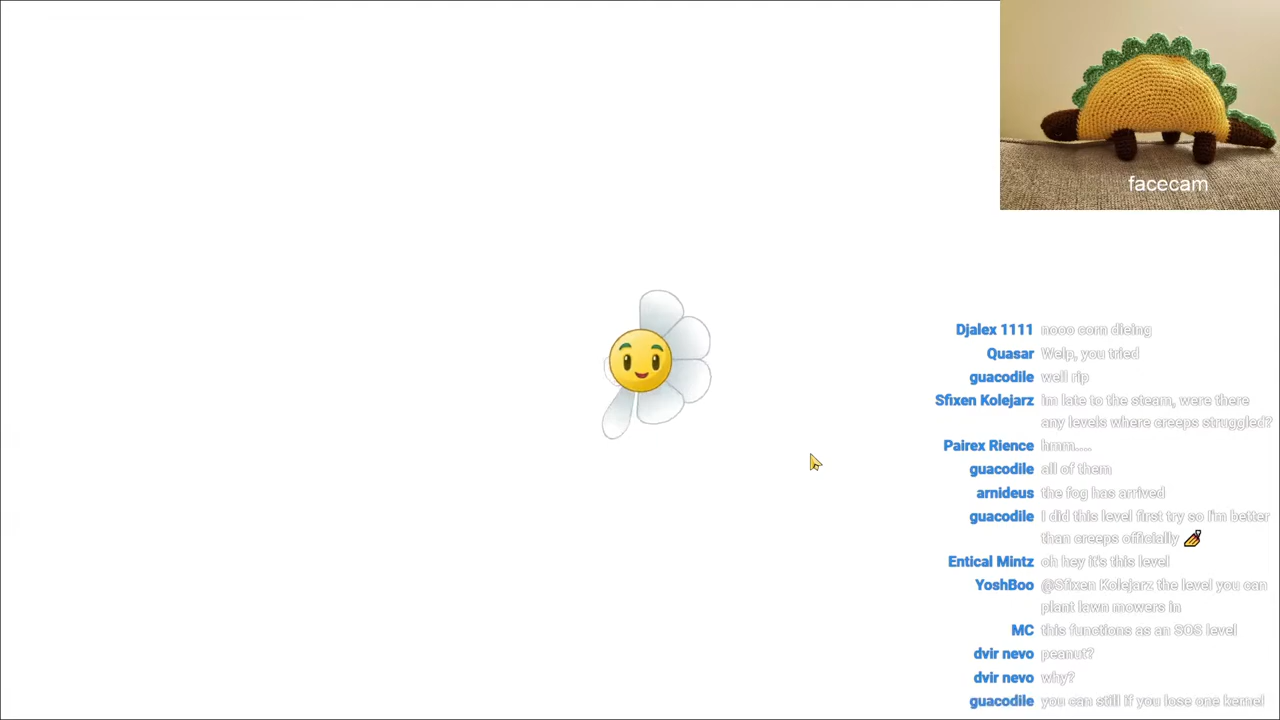 facecam
Djalex 1111 nooo corn dieing
Quasar Welp, you tried
guacodile well rip
Sfixen Kolejarz im late to the steam, were there
any levels where creeps struggled?
Pairex Rience hmm.....
guacodile all of them
arnideus the fog has arrived
guacodile I did this level first try so I'm better
than creeps officially
Entical Mintz oh hey it's this level
YoshBoo @Sfixen Kolejarz the level you can
plant lawn mowers in
MC this functions as an SOS level
dvir nevo peanut?
dvir nevo why?
guacodile you can still if you lose one kernel